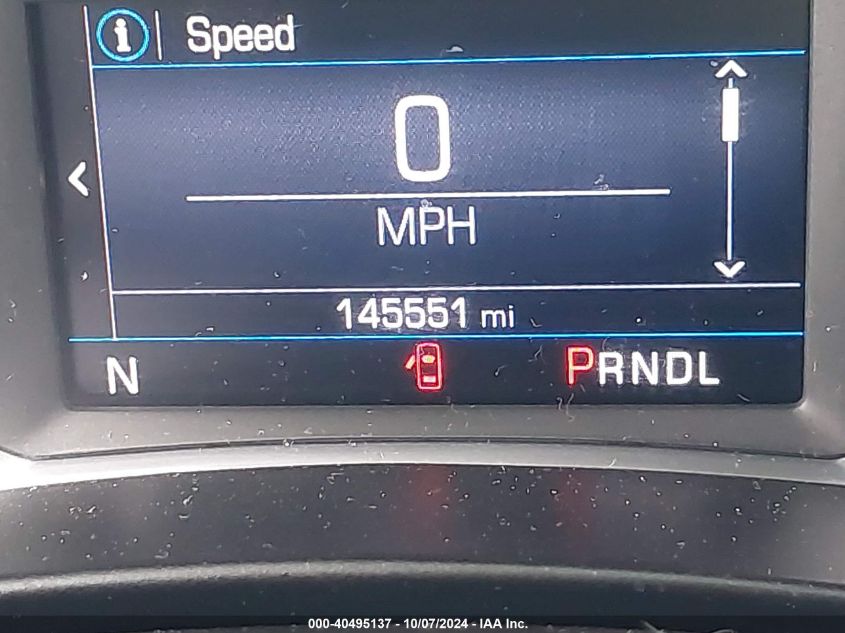 i Speed
0
MPH
145551 mi
N PRNDL
000-40495137 - 10/07/2024 - IAA Inc.